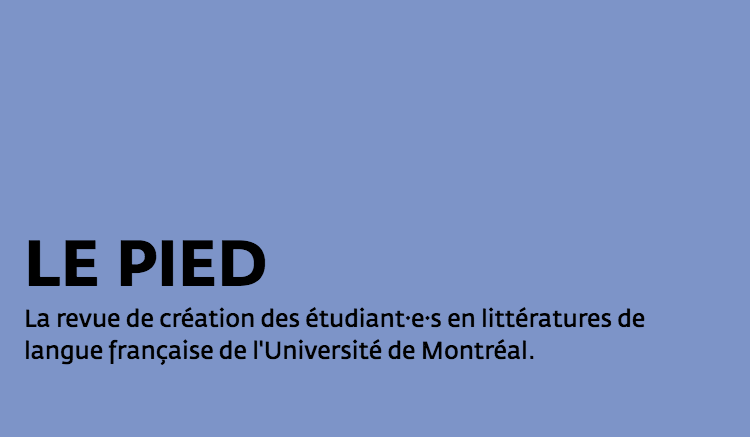 LE PIED
La revue de création des étudiant·e·s en littératures de
langue française de l'Université de Montréal.